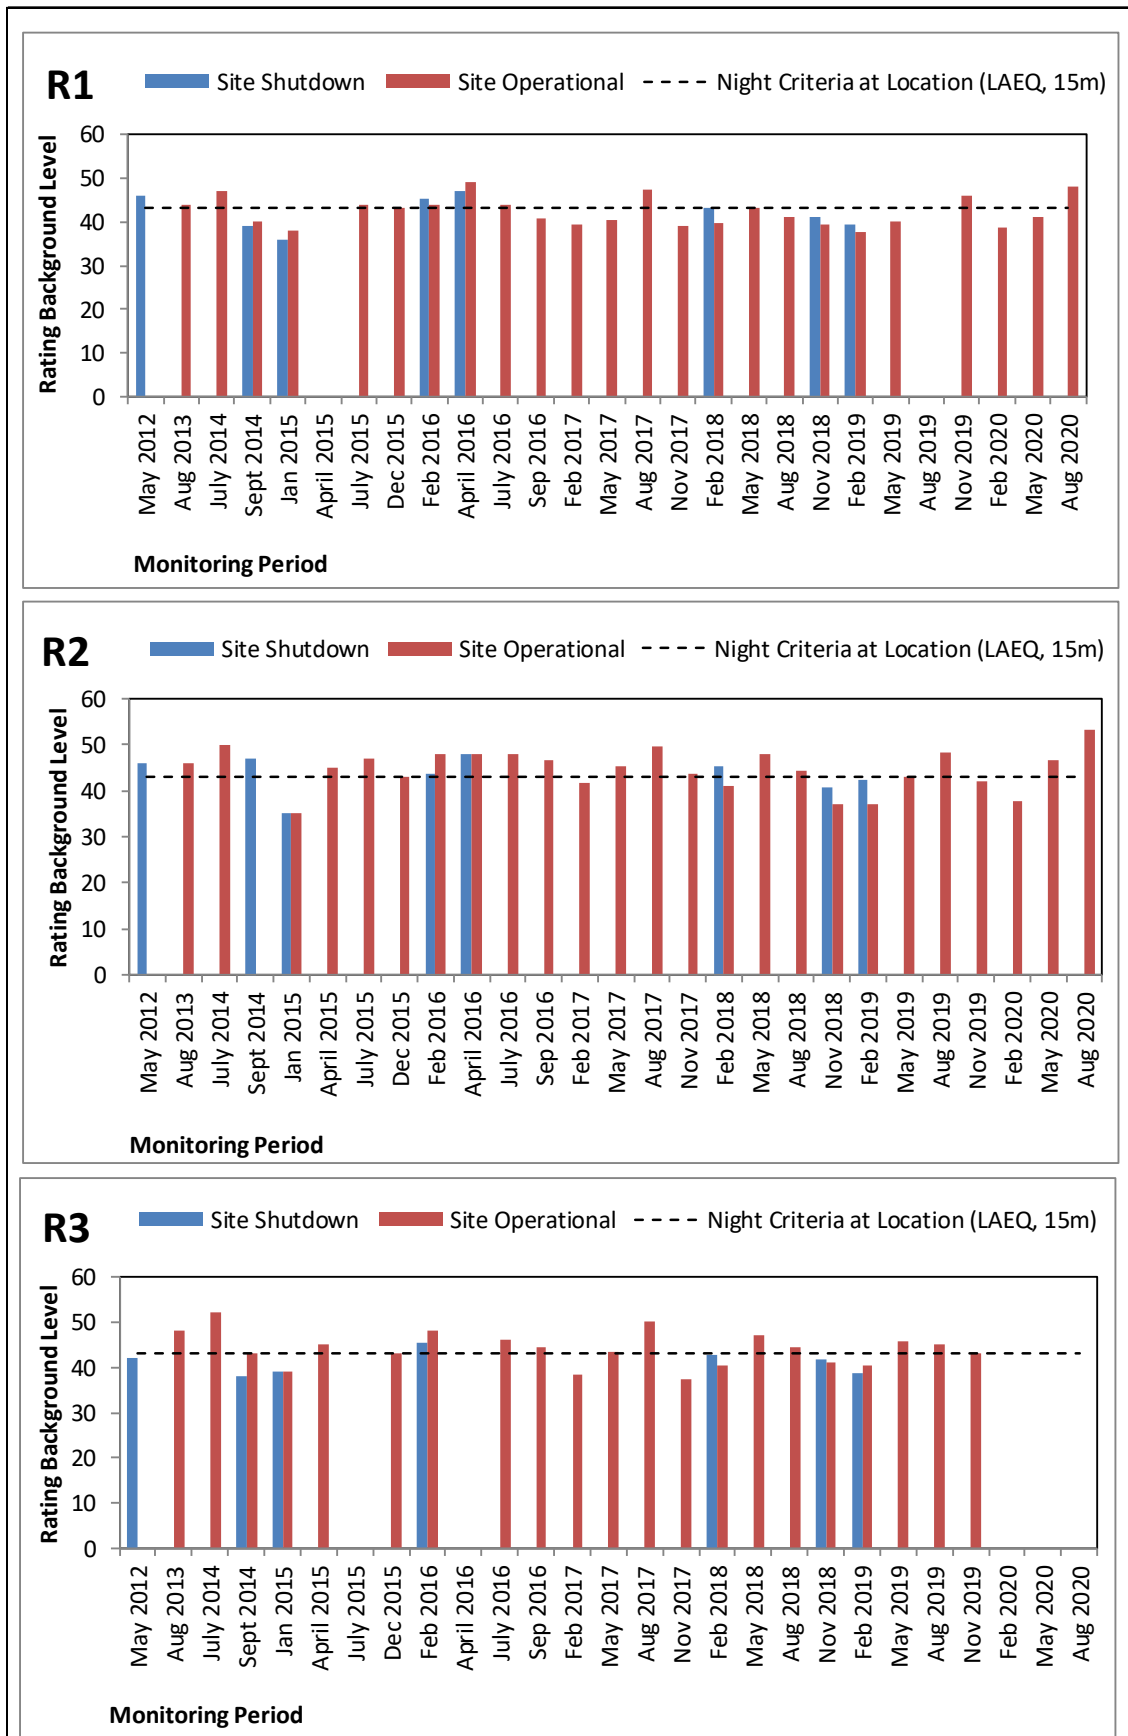 R1
Site Shutdown Site Operational Night Criteria at Location (LAEQ, 15m)
Rating Background Level
60
50
40
30
20
10
0
May 2012
Aug 2013
July 2014
Sept 2014
Jan 2015
April 2015
July 2015
Dec 2015
Feb 2016
April 2016
July 2016
Sep 2016
Feb 2017
May 2017
Aug 2017
Nov 2017
Feb 2018
May 2018
Aug 2018
Nov 2018
Feb 2019
May 2019
Aug 2019
Nov 2019
Feb 2020
May 2020
Aug 2020
Monitoring Period
R2
Site Shutdown Site Operational Night Criteria at Location (LAEQ, 15m)
Rating Background Level
60
50
40
30
20
10
0
May 2012
Aug 2013
July 2014
Sept 2014
Jan 2015
April 2015
July 2015
Dec 2015
Feb 2016
April 2016
July 2016
Sep 2016
Feb 2017
May 2017
Aug 2017
Nov 2017
Feb 2018
May 2018
Aug 2018
Nov 2018
Feb 2019
May 2019
Aug 2019
Nov 2019
Feb 2020
May 2020
Aug 2020
Monitoring Period
R3
Site Shutdown Site Operational Night Criteria at Location (LAEQ, 15m)
Rating Background Level
60
50
40
30
20
10
0
May 2012
Aug 2013
July 2014
Sept 2014
Jan 2015
April 2015
July 2015
Dec 2015
Feb 2016
April 2016
July 2016
Sep 2016
Feb 2017
May 2017
Aug 2017
Nov 2017
Feb 2018
May 2018
Aug 2018
Nov 2018
Feb 2019
May 2019
Aug 2019
Nov 2019
Feb 2020
May 2020
Aug 2020
Monitoring Period